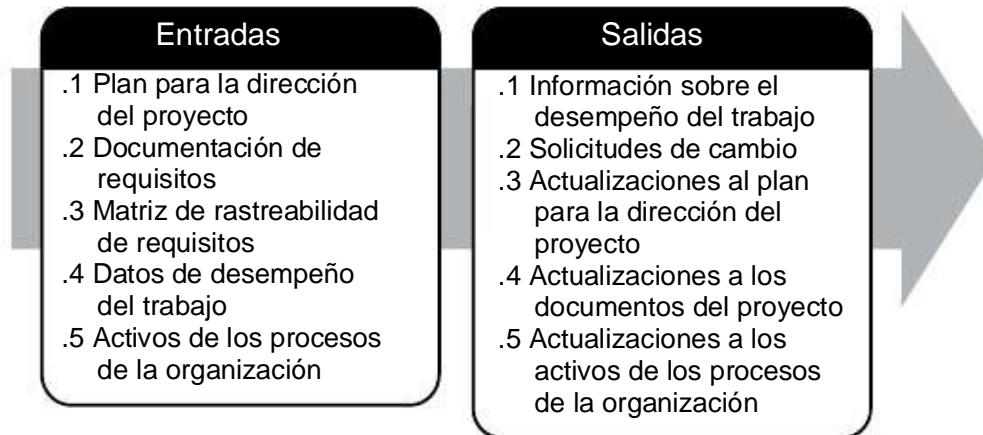 Entradas
.1 Plan para la dirección
del proyecto
.2 Documentación de
requisitos
.3 Matriz de rastreabilidad
de requisitos
.4 Datos de desempeño
del trabajo
.5 Activos de los procesos
de la organización
Salidas
.1 Información sobre el
desempeño del trabajo
.2 Solicitudes de cambio
.3 Actualizaciones al plan
para la dirección del
proyecto
.4 Actualizaciones a los
documentos del proyecto
.5 Actualizaciones a los
activos de los procesos
de la organización